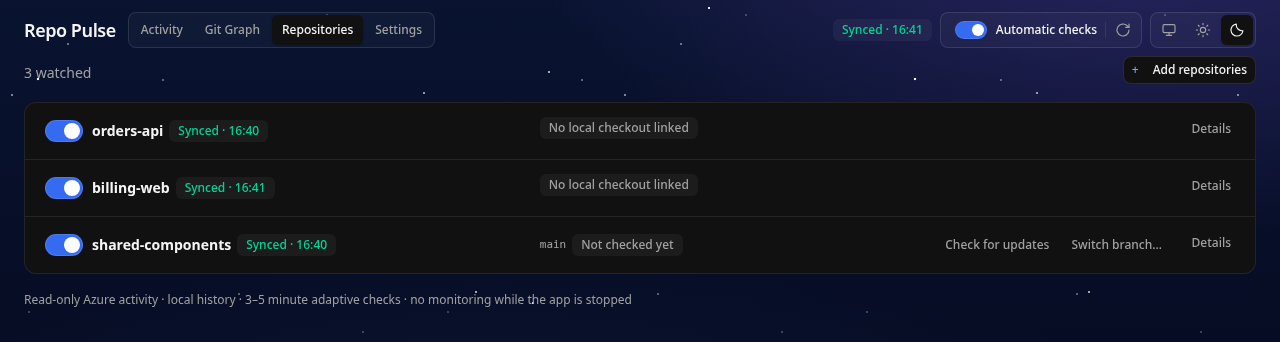 Repo Pulse Activity Git Graph Repositories Settings Synced · 16:41 Automatic checks
3 watched + Add repositories
orders-api Synced · 16:40 No local checkout linked Details
billing-web Synced · 16:41 No local checkout linked Details
shared-components Synced · 16:40 main Not checked yet Check for updates Switch branch... Details
Read-only Azure activity · local history · 3–5 minute adaptive checks · no monitoring while the app is stopped